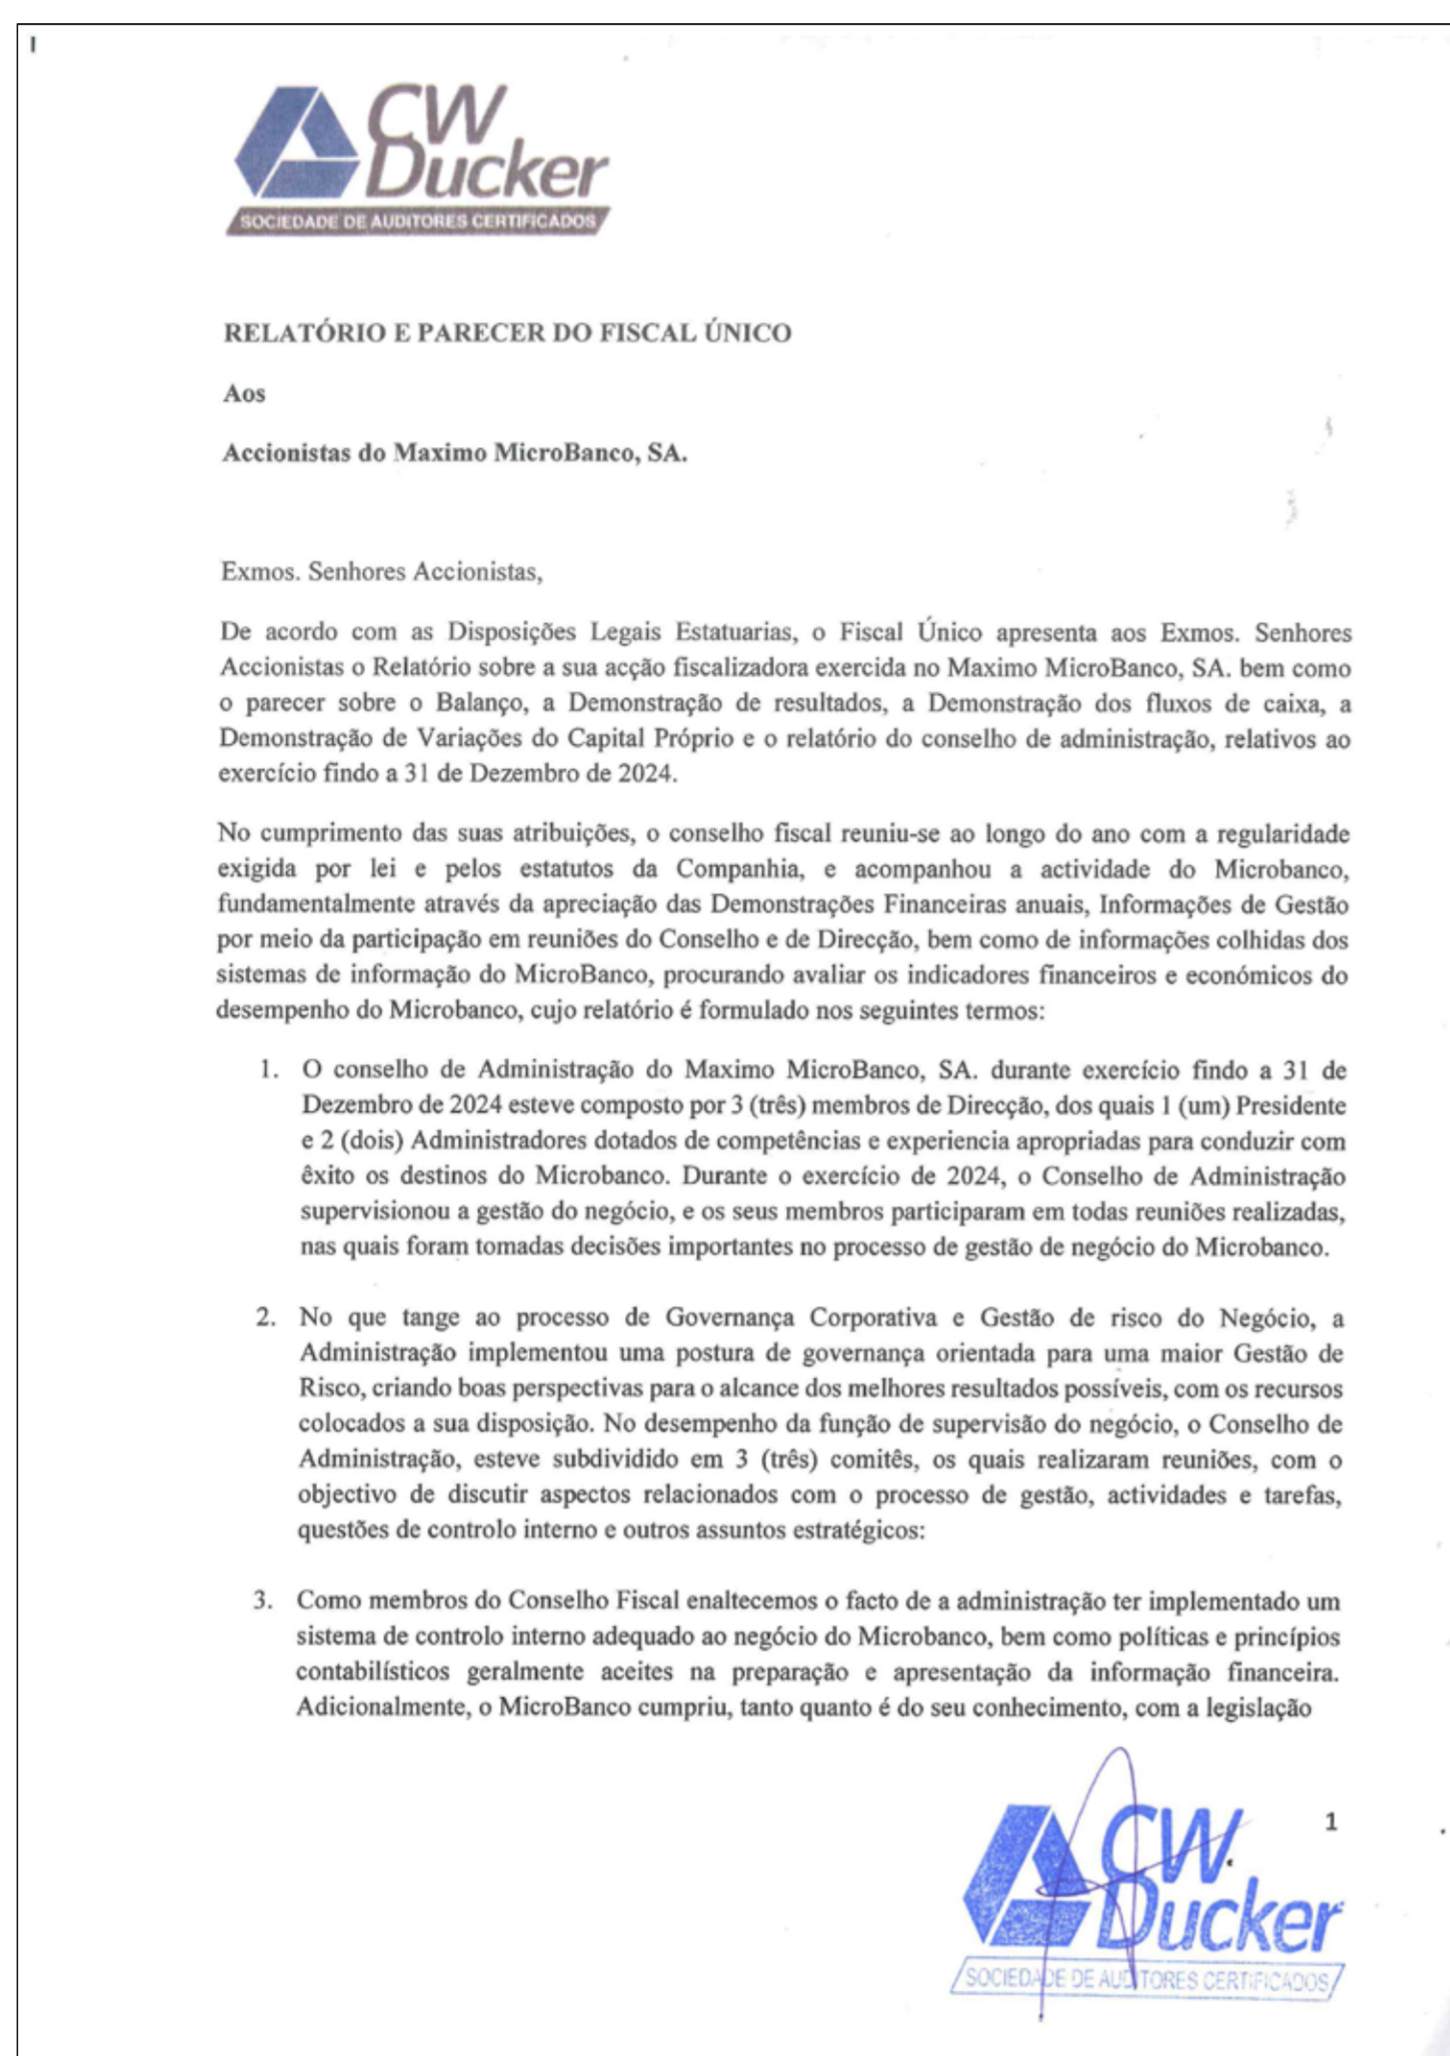 CW
Ducker
SOCIEDADE DE AUDITORES CERTIFICADOS
RELATÓRIO E PARECER DO FISCAL ÚNICO
Aos
Accionistas do Maximo MicroBanco, SA.
Exmos. Senhores Accionistas,
De acordo com as Disposições Legais Estatuarias, o Fiscal Único apresenta aos Exmos. Senhores
Accionistas o Relatório sobre a sua acção fiscalizadora exercida no Maximo MicroBanco, SA. bem como
o parecer sobre o Balanço, a Demonstração de resultados, a Demonstração dos fluxos de caixa, a
Demonstração de Variações do Capital Próprio e o relatório do conselho de administração, relativos ao
exercício findo a 31 de Dezembro de 2024.
No cumprimento das suas atribuições, o conselho fiscal reuniu-se ao longo do ano com a regularidade
exigida por lei e pelos estatutos da Companhia, e acompanhou a actividade do Microbanco,
fundamentalmente através da apreciação das Demonstrações Financeiras anuais, Informações de Gestão
por meio da participação em reuniões do Conselho e de Direcção, bem como de informações colhidas dos
sistemas de informação do MicroBanco, procurando avaliar os indicadores financeiros e económicos do
desempenho do Microbanco, cujo relatório é formulado nos seguintes termos:
1. O conselho de Administração do Maximo MicroBanco, SA. durante exercício findo a 31 de
Dezembro de 2024 esteve composto por 3 (três) membros de Direcção, dos quais 1 (um) Presidente
e 2 (dois) Administradores dotados de competências e experiencia apropriadas para conduzir com
êxito os destinos do Microbanco. Durante o exercício de 2024, o Conselho de Administração
supervisionou a gestão do negócio, e os seus membros participaram em todas reuniões realizadas,
nas quais foram tomadas decisões importantes no processo de gestão de negócio do Microbanco.
2. No que tange ao processo de Governança Corporativa e Gestão de risco do Negócio, a
Administração implementou uma postura de governança orientada para uma maior Gestão de
Risco, criando boas perspectivas para o alcance dos melhores resultados possíveis, com os recursos
colocados a sua disposição. No desempenho da função de supervisão do negócio, o Conselho de
Administração, esteve subdividido em 3 (três) comitês, os quais realizaram reuniões, com o
objectivo de discutir aspectos relacionados com o processo de gestão, actividades e tarefas,
questões de controlo interno e outros assuntos estratégicos:
3. Como membros do Conselho Fiscal enaltecemos o facto de a administração ter implementado um
sistema de controlo interno adequado ao negócio do Microbanco, bem como políticas e princípios
contabilísticos geralmente aceites na preparação e apresentação da informação financeira.
Adicionalmente, o MicroBanco cumpriu, tanto quanto é do seu conhecimento, com a legislação
1
CW
Ducker
SOCIEDADE DE AUDITORES CERTIFICADOS